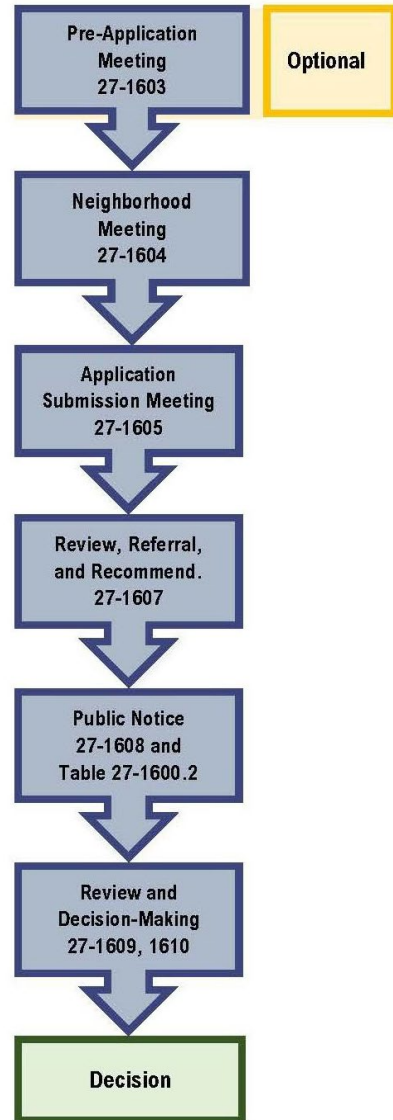 Pre-Application
Meeting
27-1603
Optional
Neighborhood
Meeting
27-1604
Application
Submission Meeting
27-1605
Review, Referral,
and Recommend.
27-1607
Public Notice
27-1608 and
Table 27-1600.2
Review and
Decision-Making
27-1609, 1610
Decision